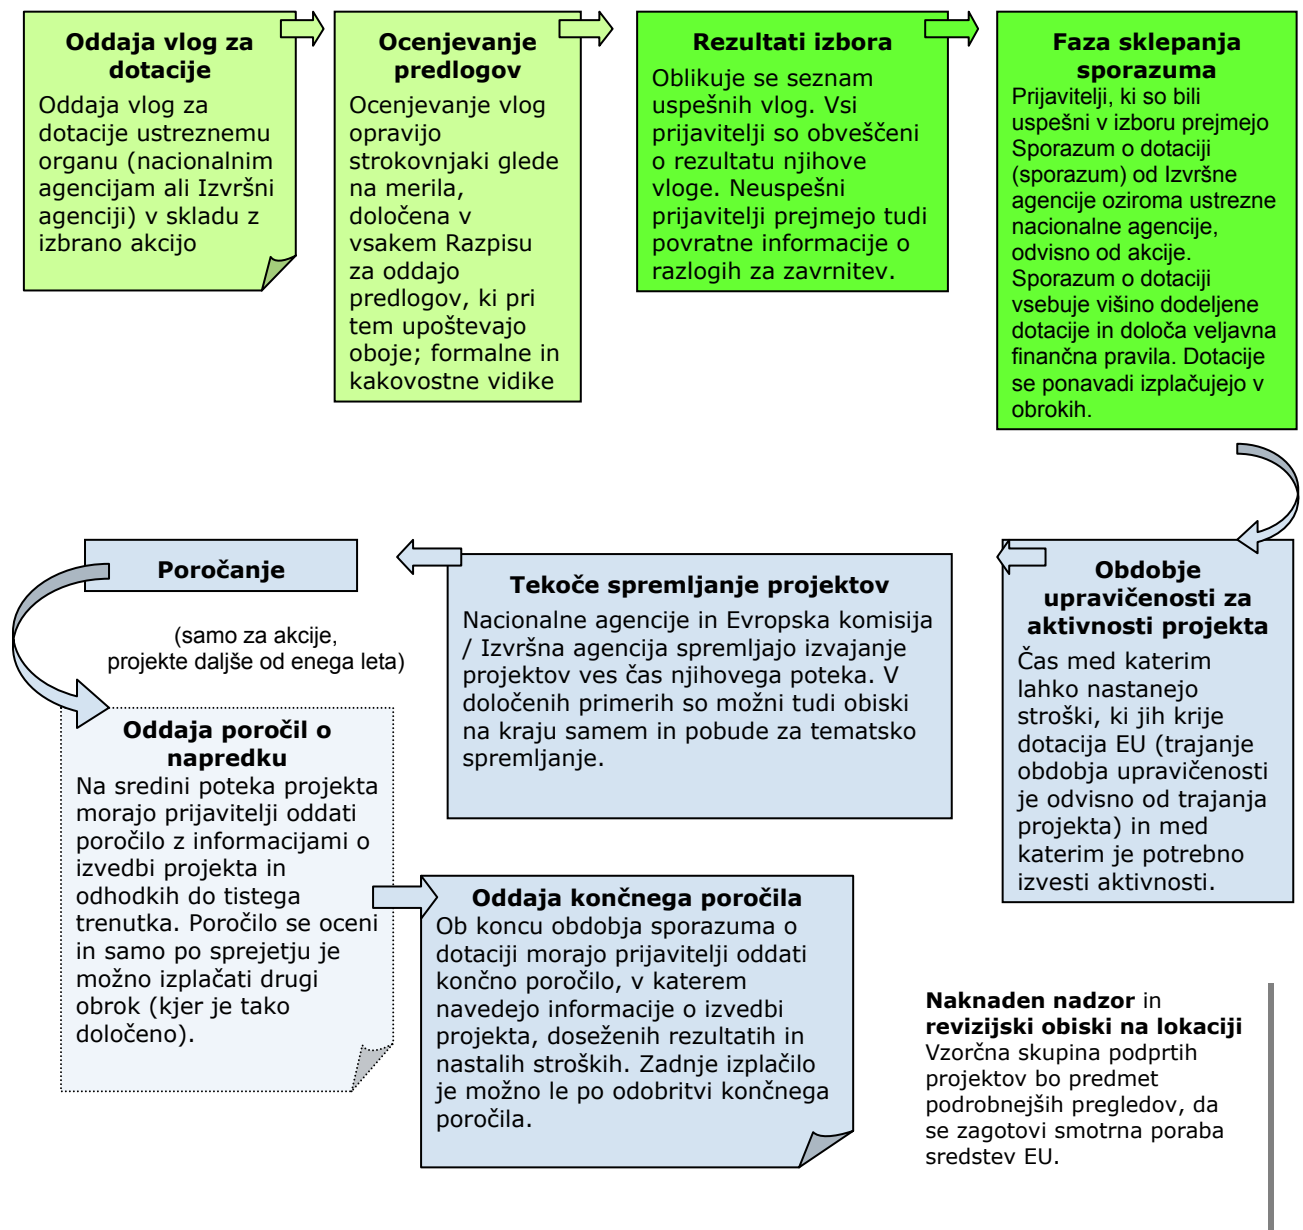 Oddaja vlog za
dotacije
Oddaja vlog za
dotacije ustreznemu
organu (nacionalnim
agencijam ali Izvršni
agenciji) v skladu z
izbrano akcijo
Ocenjevanje
predlogov
Ocenjevanje vlog
opravijo
strokovnjaki glede
na merila,
določena v
vsakem Razpisu
za oddajo
predlogov, ki pri
tem upoštevajo
oboje; formalne in
kakovostne vidike
Rezultati izbora
Oblikuje se seznam
uspešnih vlog. Vsi
prijavitelji so obveščeni
o rezultatu njihove
vloge. Neuspešni
prijavitelji prejmejo tudi
povratne informacije o
razlogih za zavrnitev.
Faza sklepanja
sporazuma
Prijavitelji, ki so bili
uspešni v izboru prejmejo
Sporazum o dotaciji
(sporazum) od Izvršne
agencije oziroma ustrezne
nacionalne agencije,
odvisno od akcije.
Sporazum o dotaciji
vsebuje višino dodeljene
dotacije in določa veljavna
finančna pravila. Dotacije
se ponavadi izplačujejo v
obrokih.
Obdobje
upravičenosti za
aktivnosti projekta
Čas med katerim
lahko nastanejo
stroški, ki jih krije
dotacija EU (trajanje
obdobja upravičenosti
je odvisno od trajanja
projekta) in med
katerim je potrebno
izvesti aktivnosti.
Tekoče spremljanje projektov
Nacionalne agencije in Evropska komisija
/ Izvršna agencija spremljajo izvajanje
projektov ves čas njihovega poteka. V
določenih primerih so možni tudi obiski
na kraju samem in pobude za tematsko
spremljanje.
Poročanje
(samo za akcije,
projekte daljše od enega leta)
Oddaja poročil o
napredku
Na sredini poteka projekta
morajo prijavitelji oddati
poročilo z informacijami o
izvedbi projekta in
odhodkih do tistega
trenutka. Poročilo se oceni
in samo po sprejetju je
možno izplačati drugi
obrok (kjer je tako
določeno).
Oddaja končnega poročila
Ob koncu obdobja sporazuma o
dotaciji morajo prijavitelji oddati
končno poročilo, v katerem
navedejo informacije o izvedbi
projekta, doseženih rezultatih in
nastalih stroških. Zadnje izplačilo
je možno le po odobritvi končnega
poročila.
Naknaden nadzor in
revizijski obiski na lokaciji
Vzorčna skupina podprtih
projektov bo predmet
podrobnejših pregledov, da
se zagotovi smotrna poraba
sredstev EU.